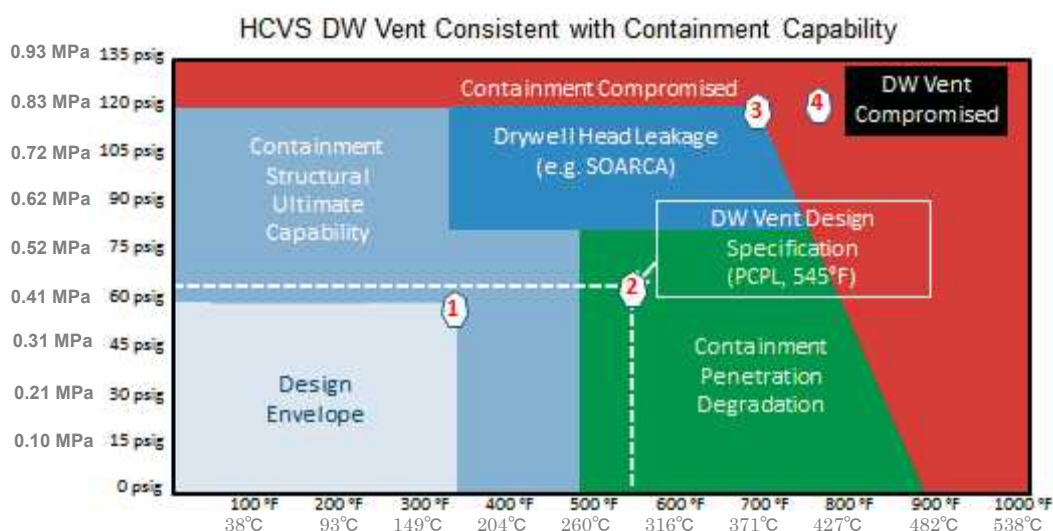 HCVS DW Vent Consistent with Containment Capability
0.93 MPa 135 psig
0.83 MPa 120 psig
0.72 MPa 105 psig
0.62 MPa 90 psig
0.52 MPa 75 psig
0.41 MPa 60 psig
0.31 MPa 45 psig
0.21 MPa 30 psig
0.10 MPa 15 psig
0 psig
Containment Compromised
3
4
DW Vent
Compromised
Containment
Structural
Ultimate
Capability
Drywell Head Leakage
(e.g. SOARCA)
DW Vent Design
Specification
(PCPL, 545°F)
2
1
Design
Envelope
Containment
Penetration
Degradation
100 °F 200 °F 300 °F 400 °F 500 °F 600 °F 700 °F 800 °F 900 °F 1000 °F
38°C 93°C 149°C 204°C 260°C 316°C 371°C 427°C 482°C 538°C